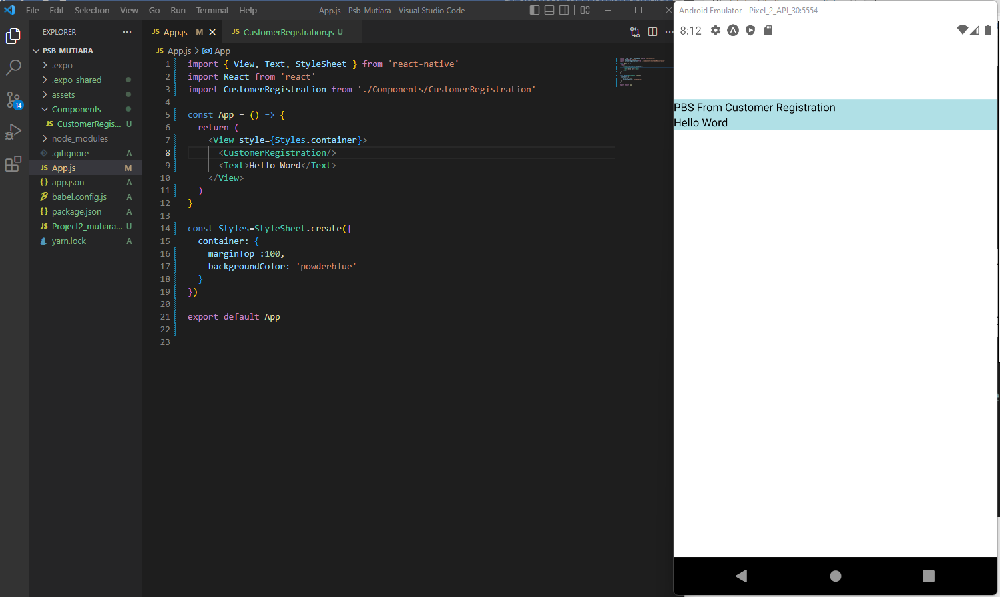 File Edit Selection View Go Run Terminal Help App.js - Psb-Mutiara - Visual Studio Code
EXPLORER
PSB-MUTIARA
.expo
.expo-shared
assets
Components
JS CustomerRegis... U
node_modules
.gitignore A
JS App.js M
{} app.json A
babel.config.js A
{} package.json A
JS Project2_mutiara... U
yarn.lock A
14
JS App.js M
JS CustomerRegistration.js U
JS App.js > App
1 import { View, Text, StyleSheet } from 'react-native'
2 import React from 'react'
3 import CustomerRegistration from './Components/CustomerRegistration'
4
5 const App = () => {
6 return (
7 <View style={Styles.container}>
8 <CustomerRegistration/>
9 <Text>Hello Word</Text>
10 </View>
11 )
12 }
13
14 const Styles=StyleSheet.create({
15 container: {
16 marginTop :100,
17 backgroundColor: 'powderblue'
18 }
19 })
20
21 export default App
22
23
Android Emulator - Pixel_2_API_30:5554
8:12
PBS From Customer Registration
Hello Word